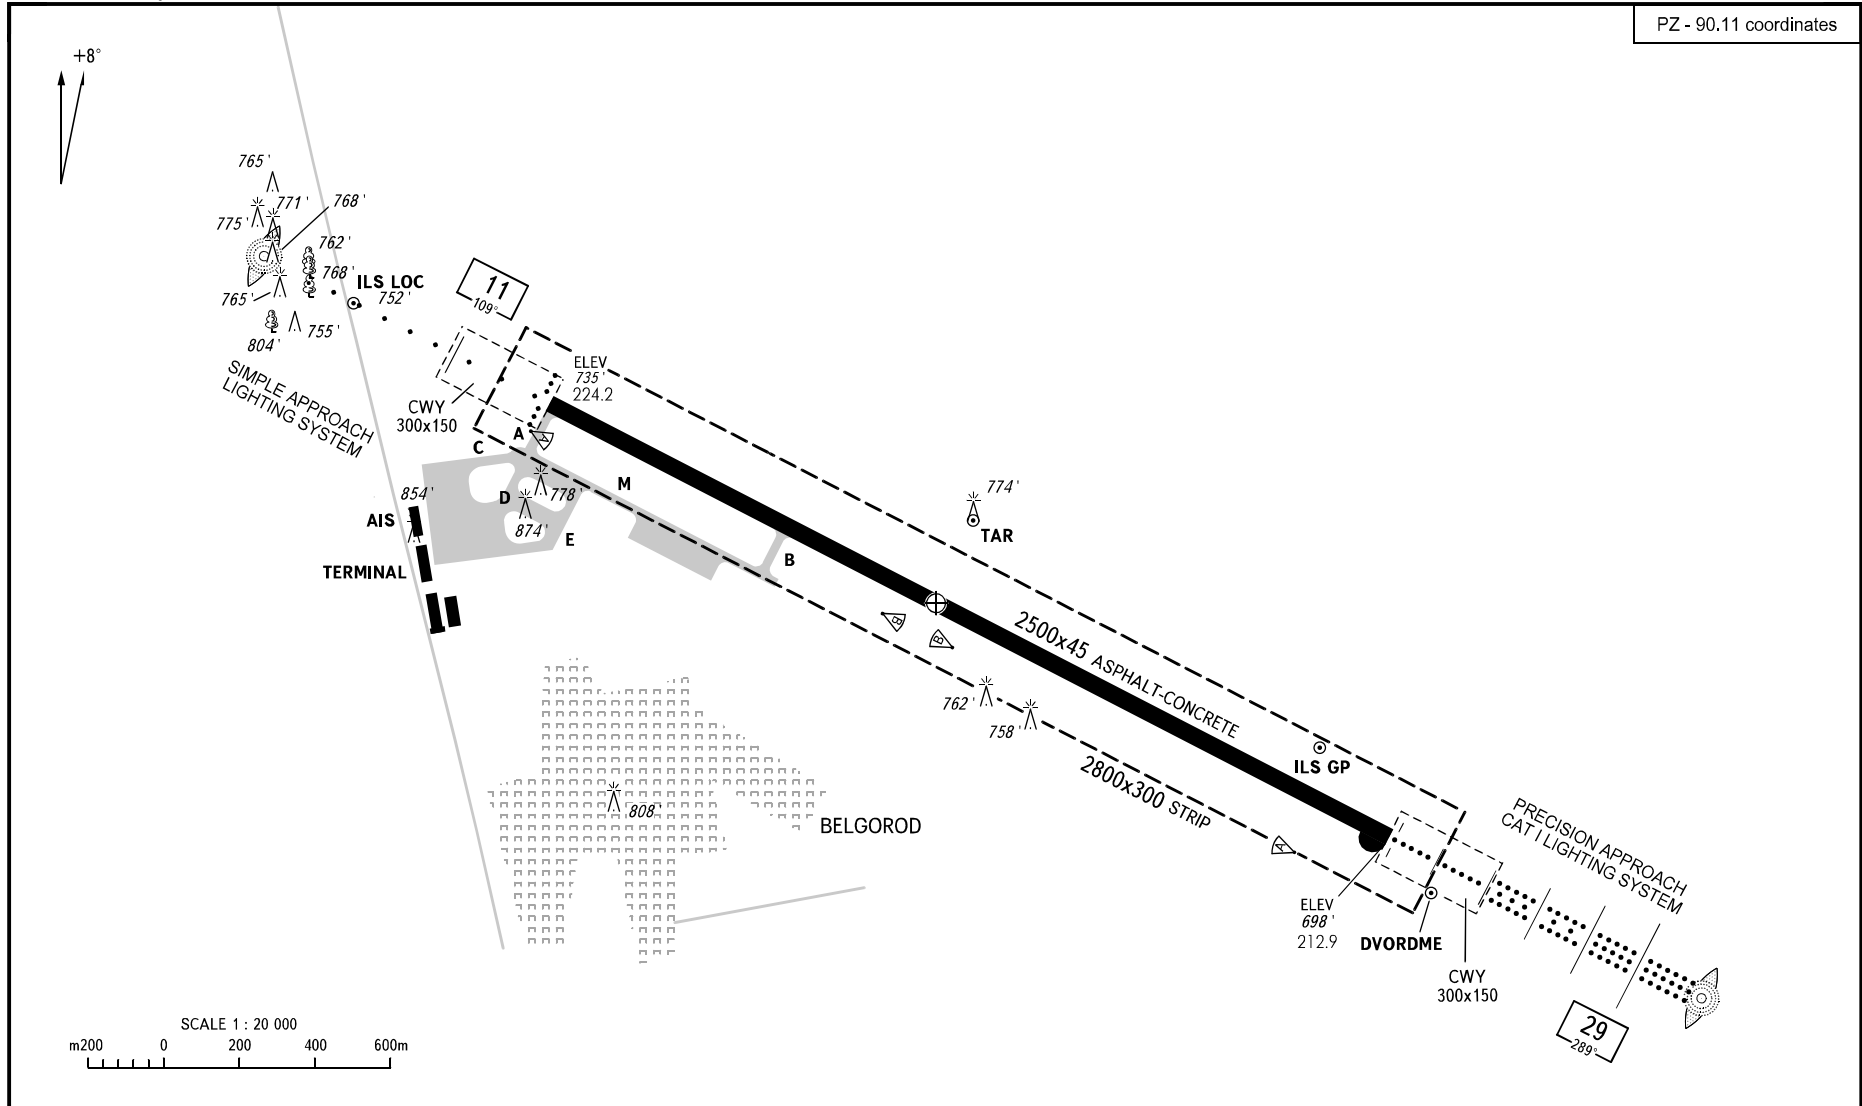 PZ - 90.11 coordinates
+8°
765'
771'
768'
775'
762'
768'
ILS LOC
765'
752'
755'
804'
11
109°
SIMPLE APPROACH
LIGHTING SYSTEM
ELEV
735'
224.2
CWY
300x150
A
A
C
M
D
778'
874'
E
854'
AIS
TERMINAL
B
774'
TAR
B
B
2500x45 ASPHALT-CONCRETE
762'
758'
2800x300 STRIP
ILS GP
808'
BELGOROD
A
PRECISION APPROACH
CAT I LIGHTING SYSTEM
ELEV
698'
212.9
DVORDME
CWY
300x150
29
289°
SCALE 1 : 20 000
m200 0 200 400 600m